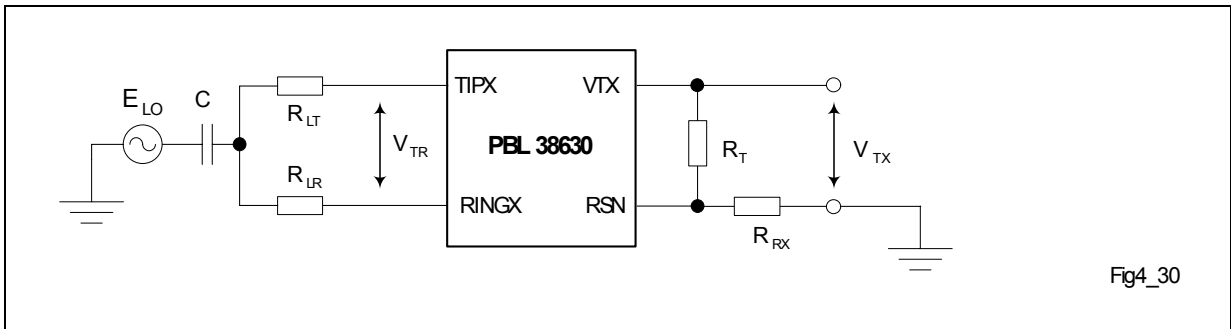 E LO
C
R LT
R LR
V TR
TIPX
VTX
PBL 38630
RINGX
RSN
R T
R RX
V TX
Fig4_30